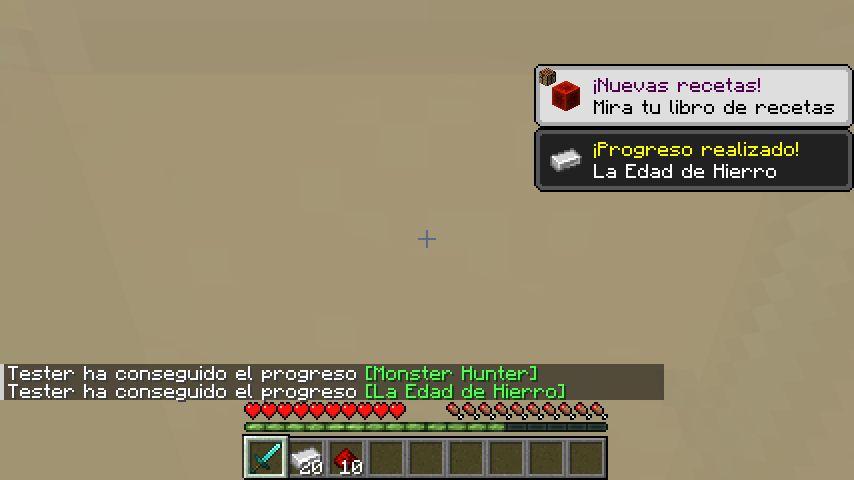 ¡Nuevas recetas!
Mira tu libro de recetas
¡Progreso realizado!
La Edad de Hierro
Tester ha conseguido el progreso [Monster Hunter]
Tester ha conseguido el progreso [La Edad de Hierro]
20 10